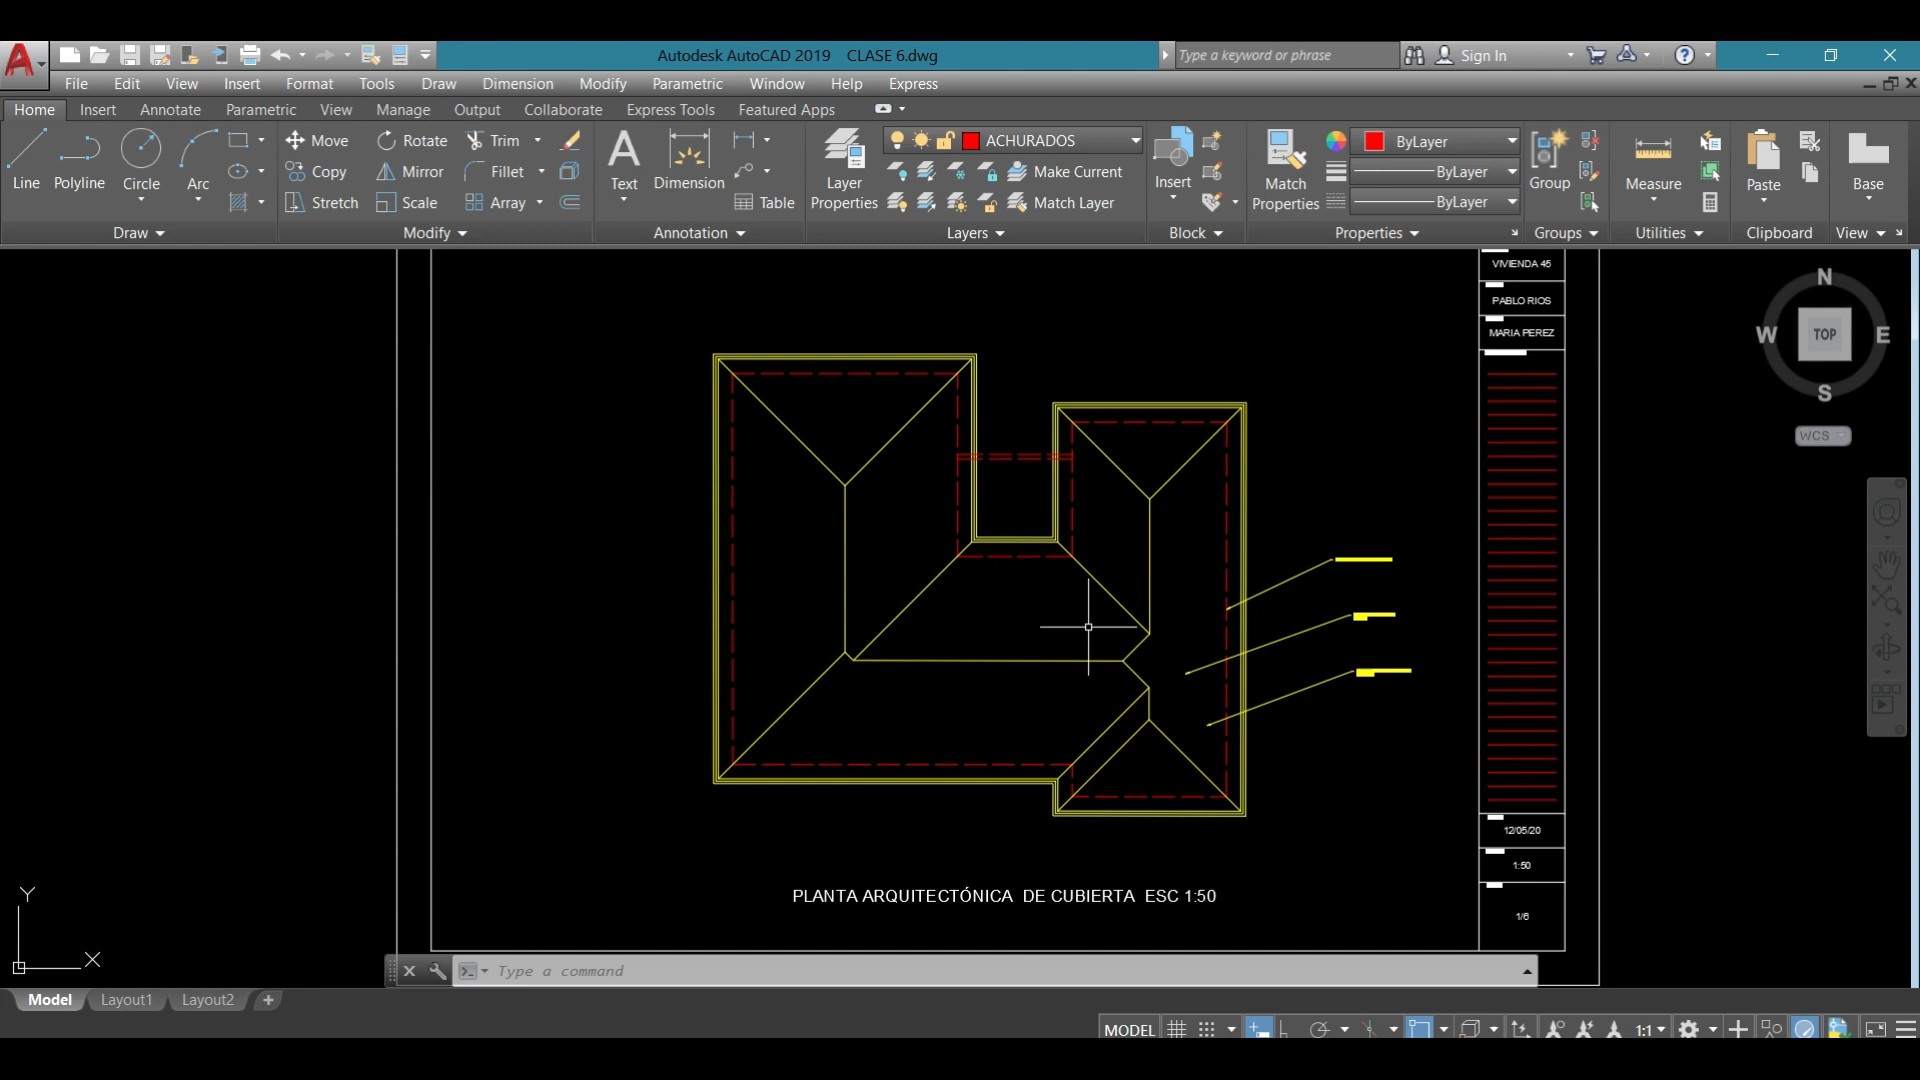 Autodesk AutoCAD 2019 CLASE 6.dwg
Type a keyword or phrase
Sign In
File Edit View Insert Format Tools Draw Dimension Modify Parametric Window Help Express
Home Insert Annotate Parametric View Manage Output Collaborate Express Tools Featured Apps
Line
Polyline
Circle
Arc
Draw
Move
Rotate
Trim
Copy
Mirror
Fillet
Stretch
Scale
Array
Modify
Text
Dimension
Table
Annotation
Layer
Properties
ACHURADOS
Make Current
Match Layer
Layers
Insert
Block
Match
Properties
ByLayer
ByLayer
ByLayer
Properties
Group
Groups
Measure
Utilities
Paste
Clipboard
Base
View
VIVIENDA 45
PABLO RIOS
MARIA PEREZ
12/05/20
1:50
1/6
N
W
TOP
E
S
WCS
PLANTA ARQUITECTÓNICA DE CUBIERTA ESC 1:50
Y
X
Type a command
Model Layout1 Layout2
MODEL
1:1